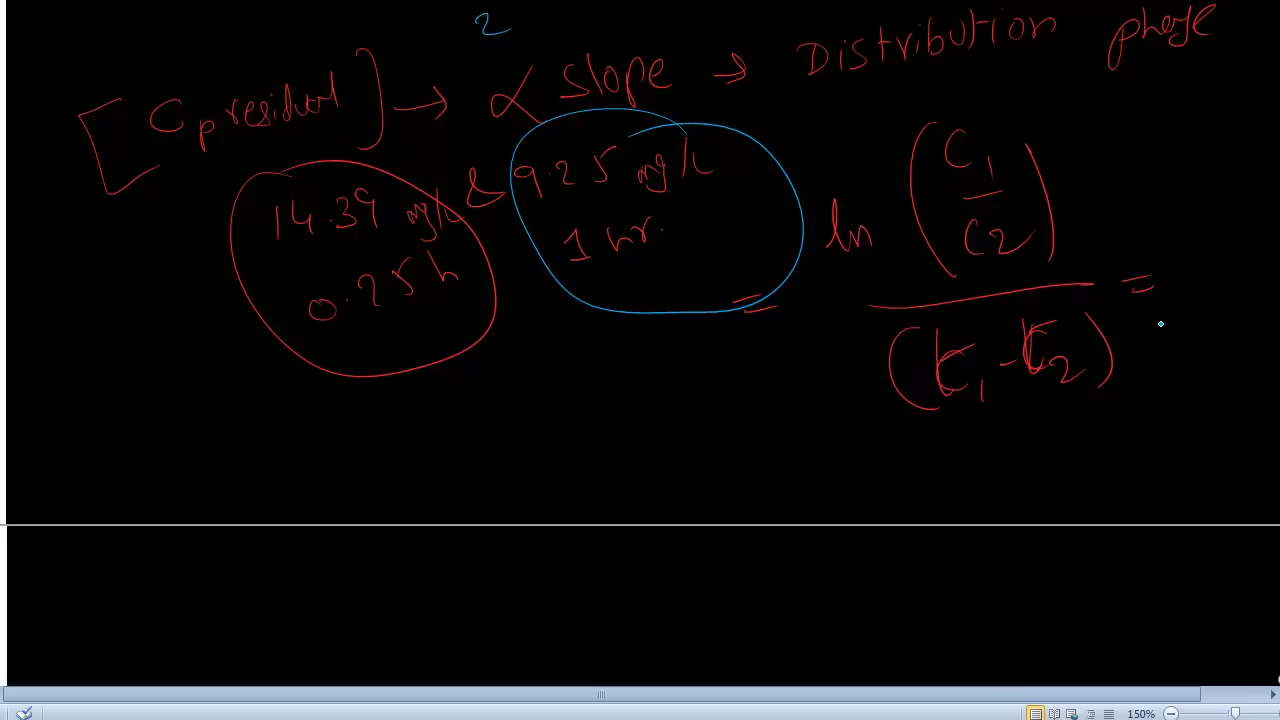 2
[Cp residual] → α slope → Distribution phase
14.39 mg/L & 9.25 mg/L
0.25 h
1 hr.
ln (C1/C2)
(t1 - t2) =
150%